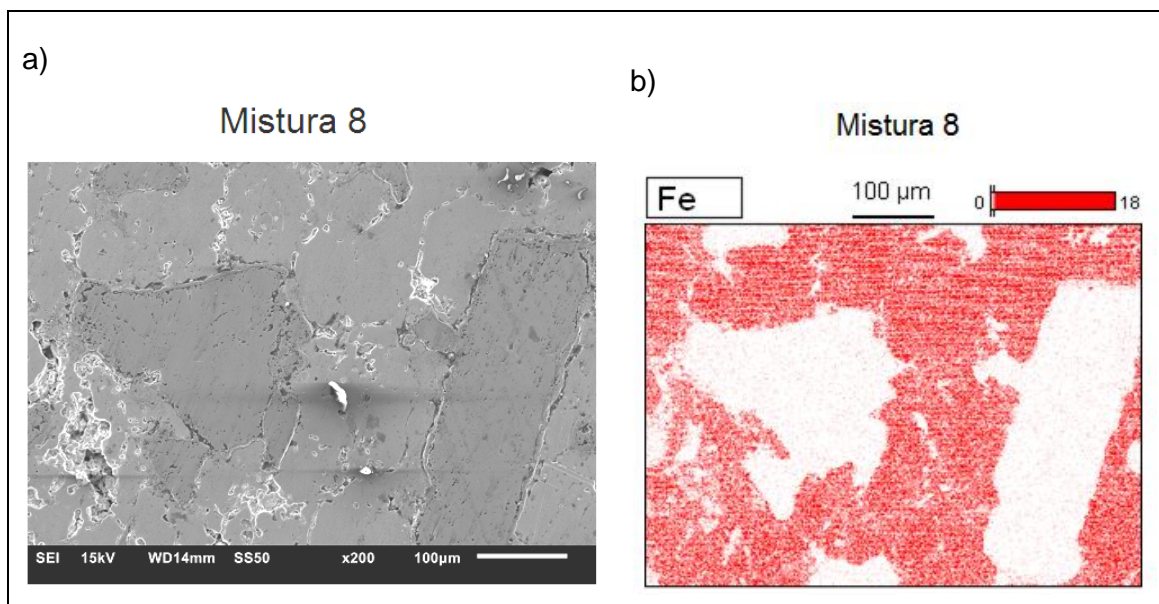 a)
Mistura 8
SEI 15kV WD14mm SS50 x200 100µm
b)
Mistura 8
Fe 100 µm 0 18